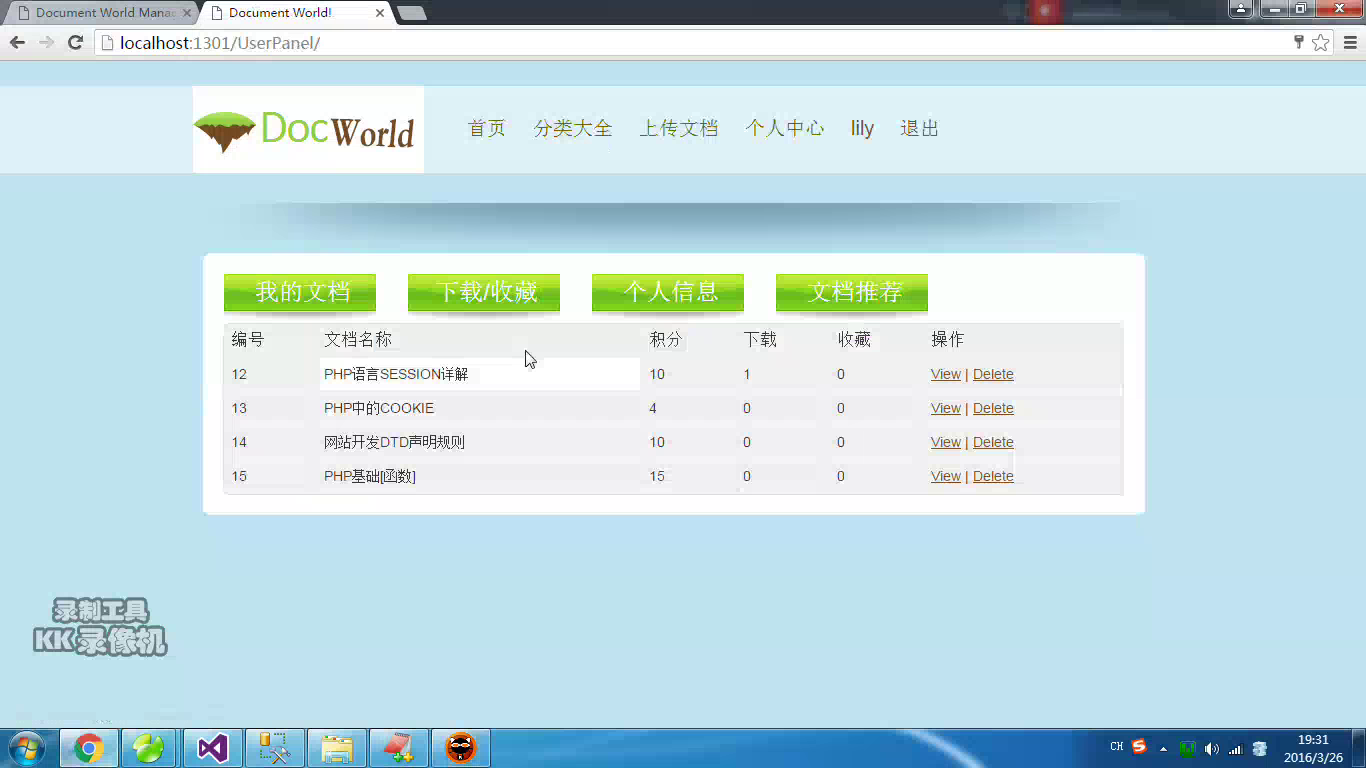 Document World Mana
Document World!
localhost:1301/UserPanel/
DocWorld
首页 分类大全 上传文档 个人中心 lily 退出
我的文档 下载/收藏 个人信息 文档推荐
编号 文档名称 积分 下载 收藏 操作
12 PHP语言SESSION详解 10 1 0 View | Delete
13 PHP中的COOKIE 4 0 0 View | Delete
14 网站开发DTD声明规则 10 0 0 View | Delete
15 PHP基础[函数] 15 0 0 View | Delete
录制工具
KK录像机
CH
19:31
2016/3/26